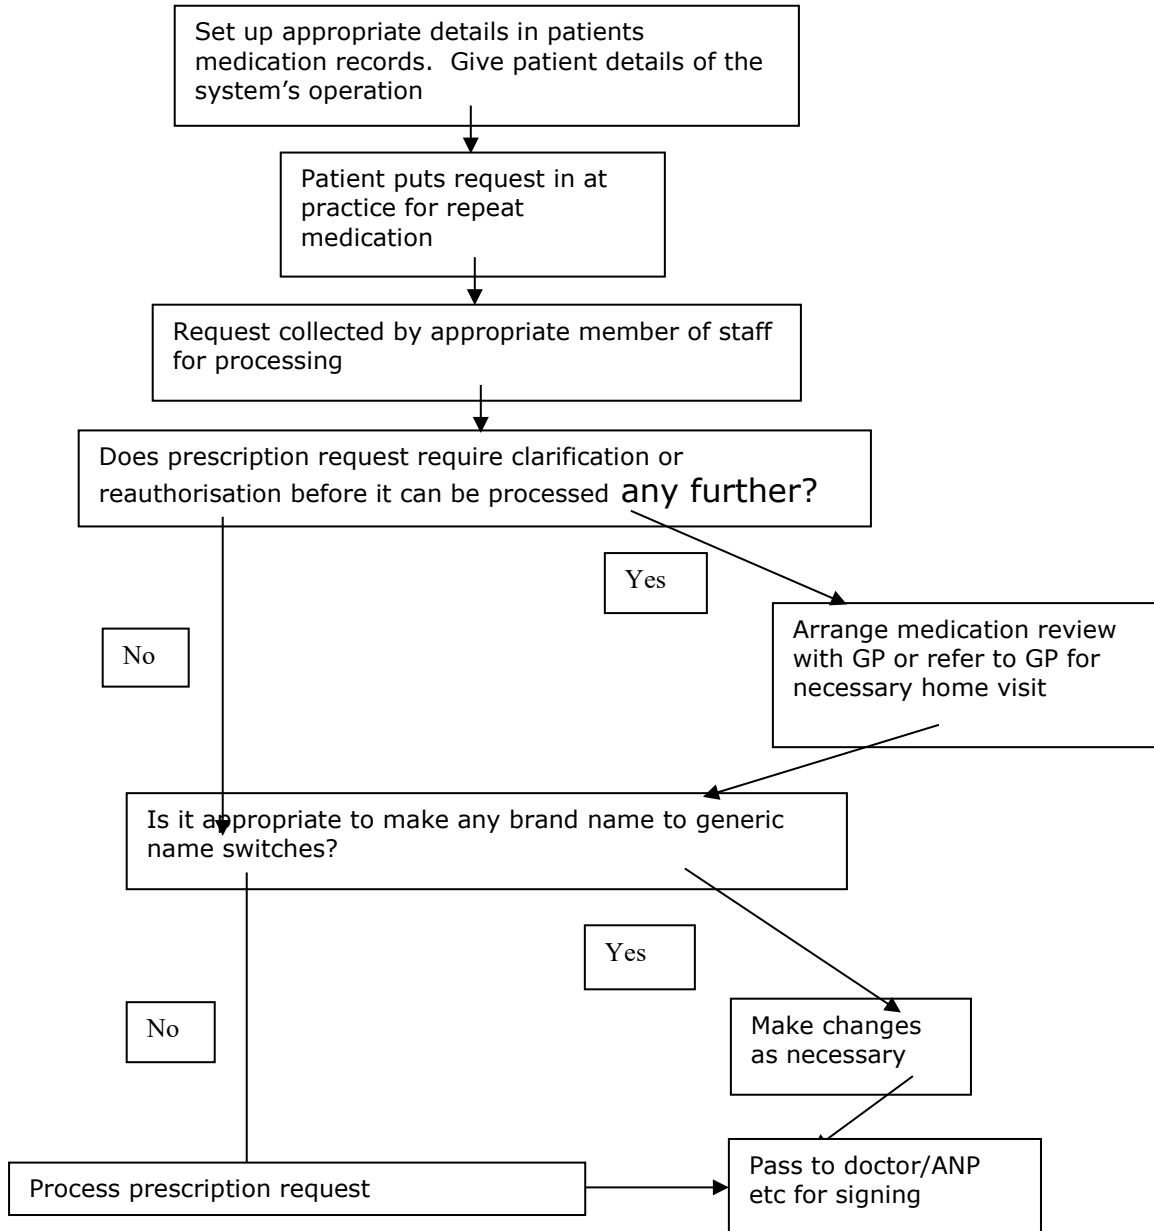 Set up appropriate details in patients
medication records.  Give patient details of the
system’s operation
Patient puts request in at
practice for repeat
medication
Request collected by appropriate member of staff
for processing
Does prescription request require clarification or
reauthorisation before it can be processed any further?
Yes
No
Arrange medication review
with GP or refer to GP for
necessary home visit
Is it appropriate to make any brand name to generic
name switches?
Yes
No
Make changes
as necessary
Process prescription request
Pass to doctor/ANP
etc for signing